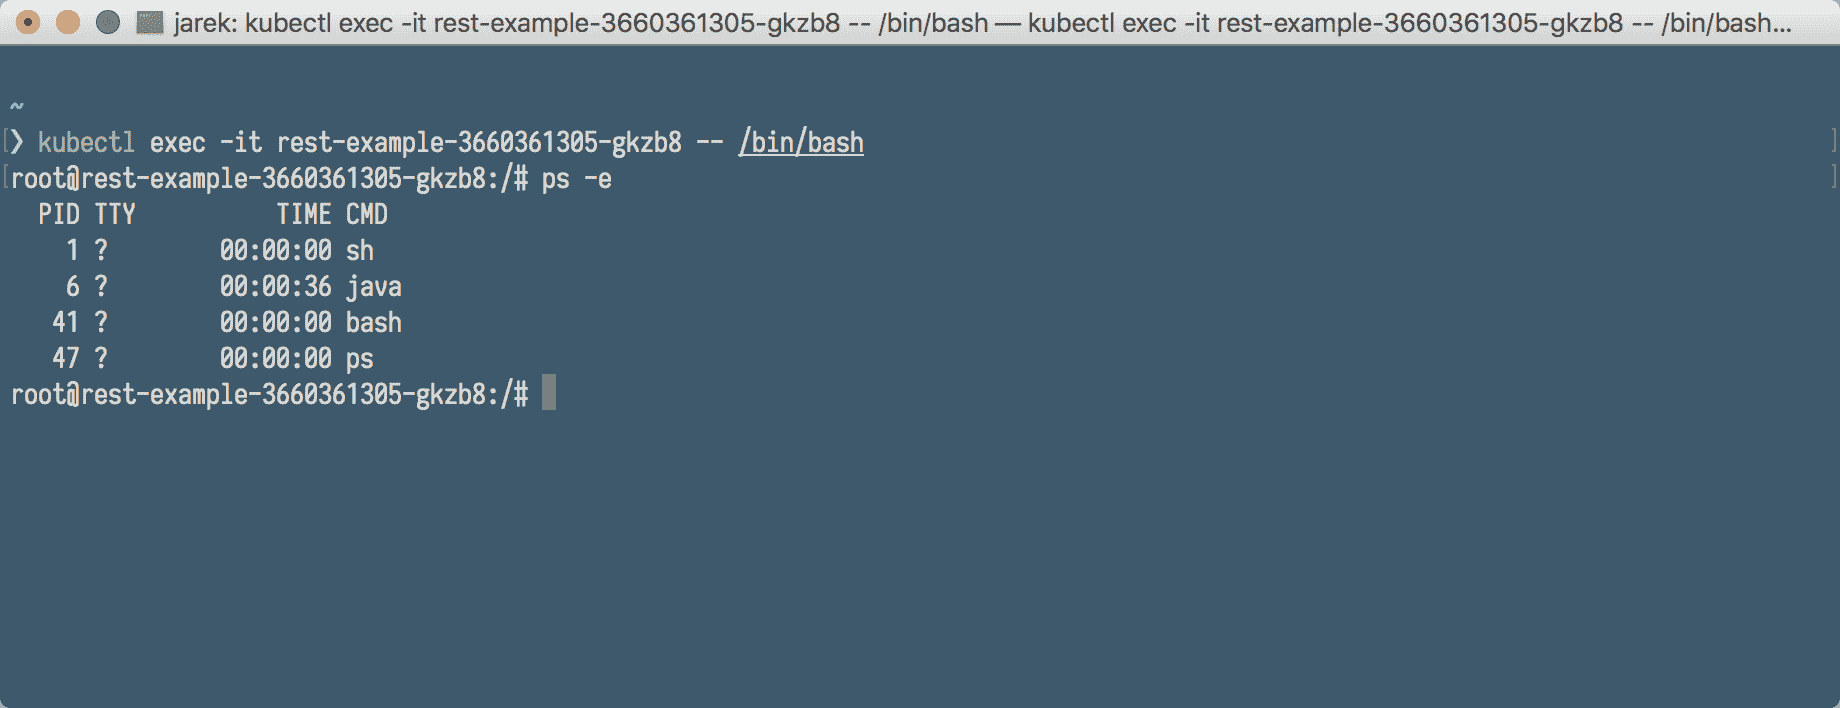 jarek: kubectl exec -it rest-example-3660361305-gkzb8 -- /bin/bash — kubectl exec -it rest-example-3660361305-gkzb8 -- /bin/bash...
~
[❯ kubectl exec -it rest-example-3660361305-gkzb8 -- /bin/bash ]
[root@rest-example-3660361305-gkzb8:/# ps -e ]
  PID TTY          TIME CMD
    1 ?        00:00:00 sh
    6 ?        00:00:36 java
   41 ?        00:00:00 bash
   47 ?        00:00:00 ps
root@rest-example-3660361305-gkzb8:/#